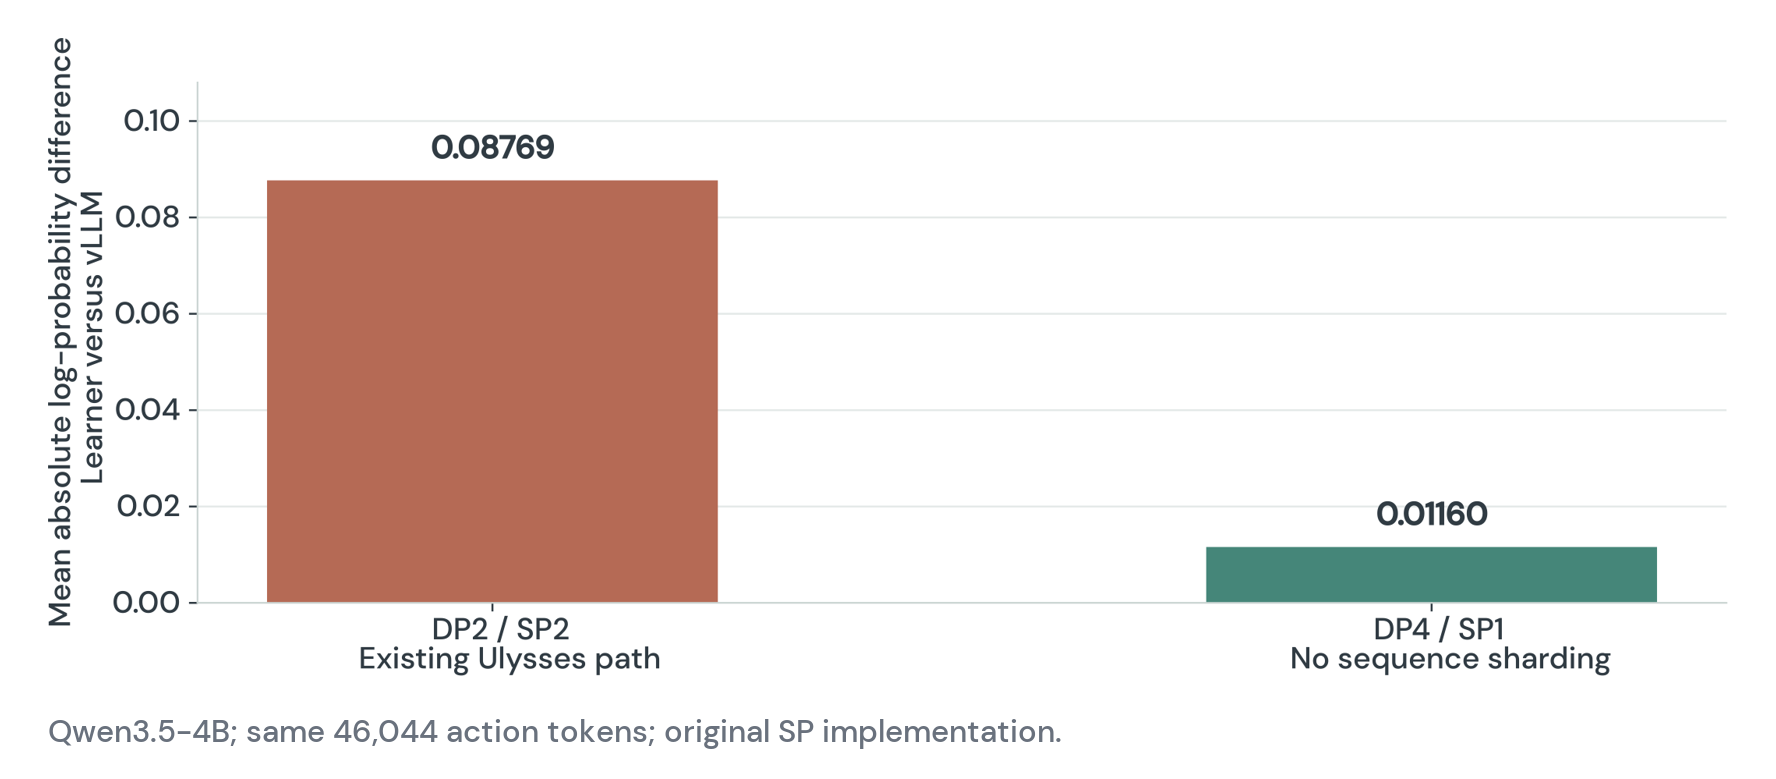 Mean absolute log-probability difference
Learner versus vLLM
0.10
0.08
0.06
0.04
0.02
0.00
0.08769
0.01160
DP2 / SP2
Existing Ulysses path
DP4 / SP1
No sequence sharding
Qwen3.5-4B; same 46,044 action tokens; original SP implementation.